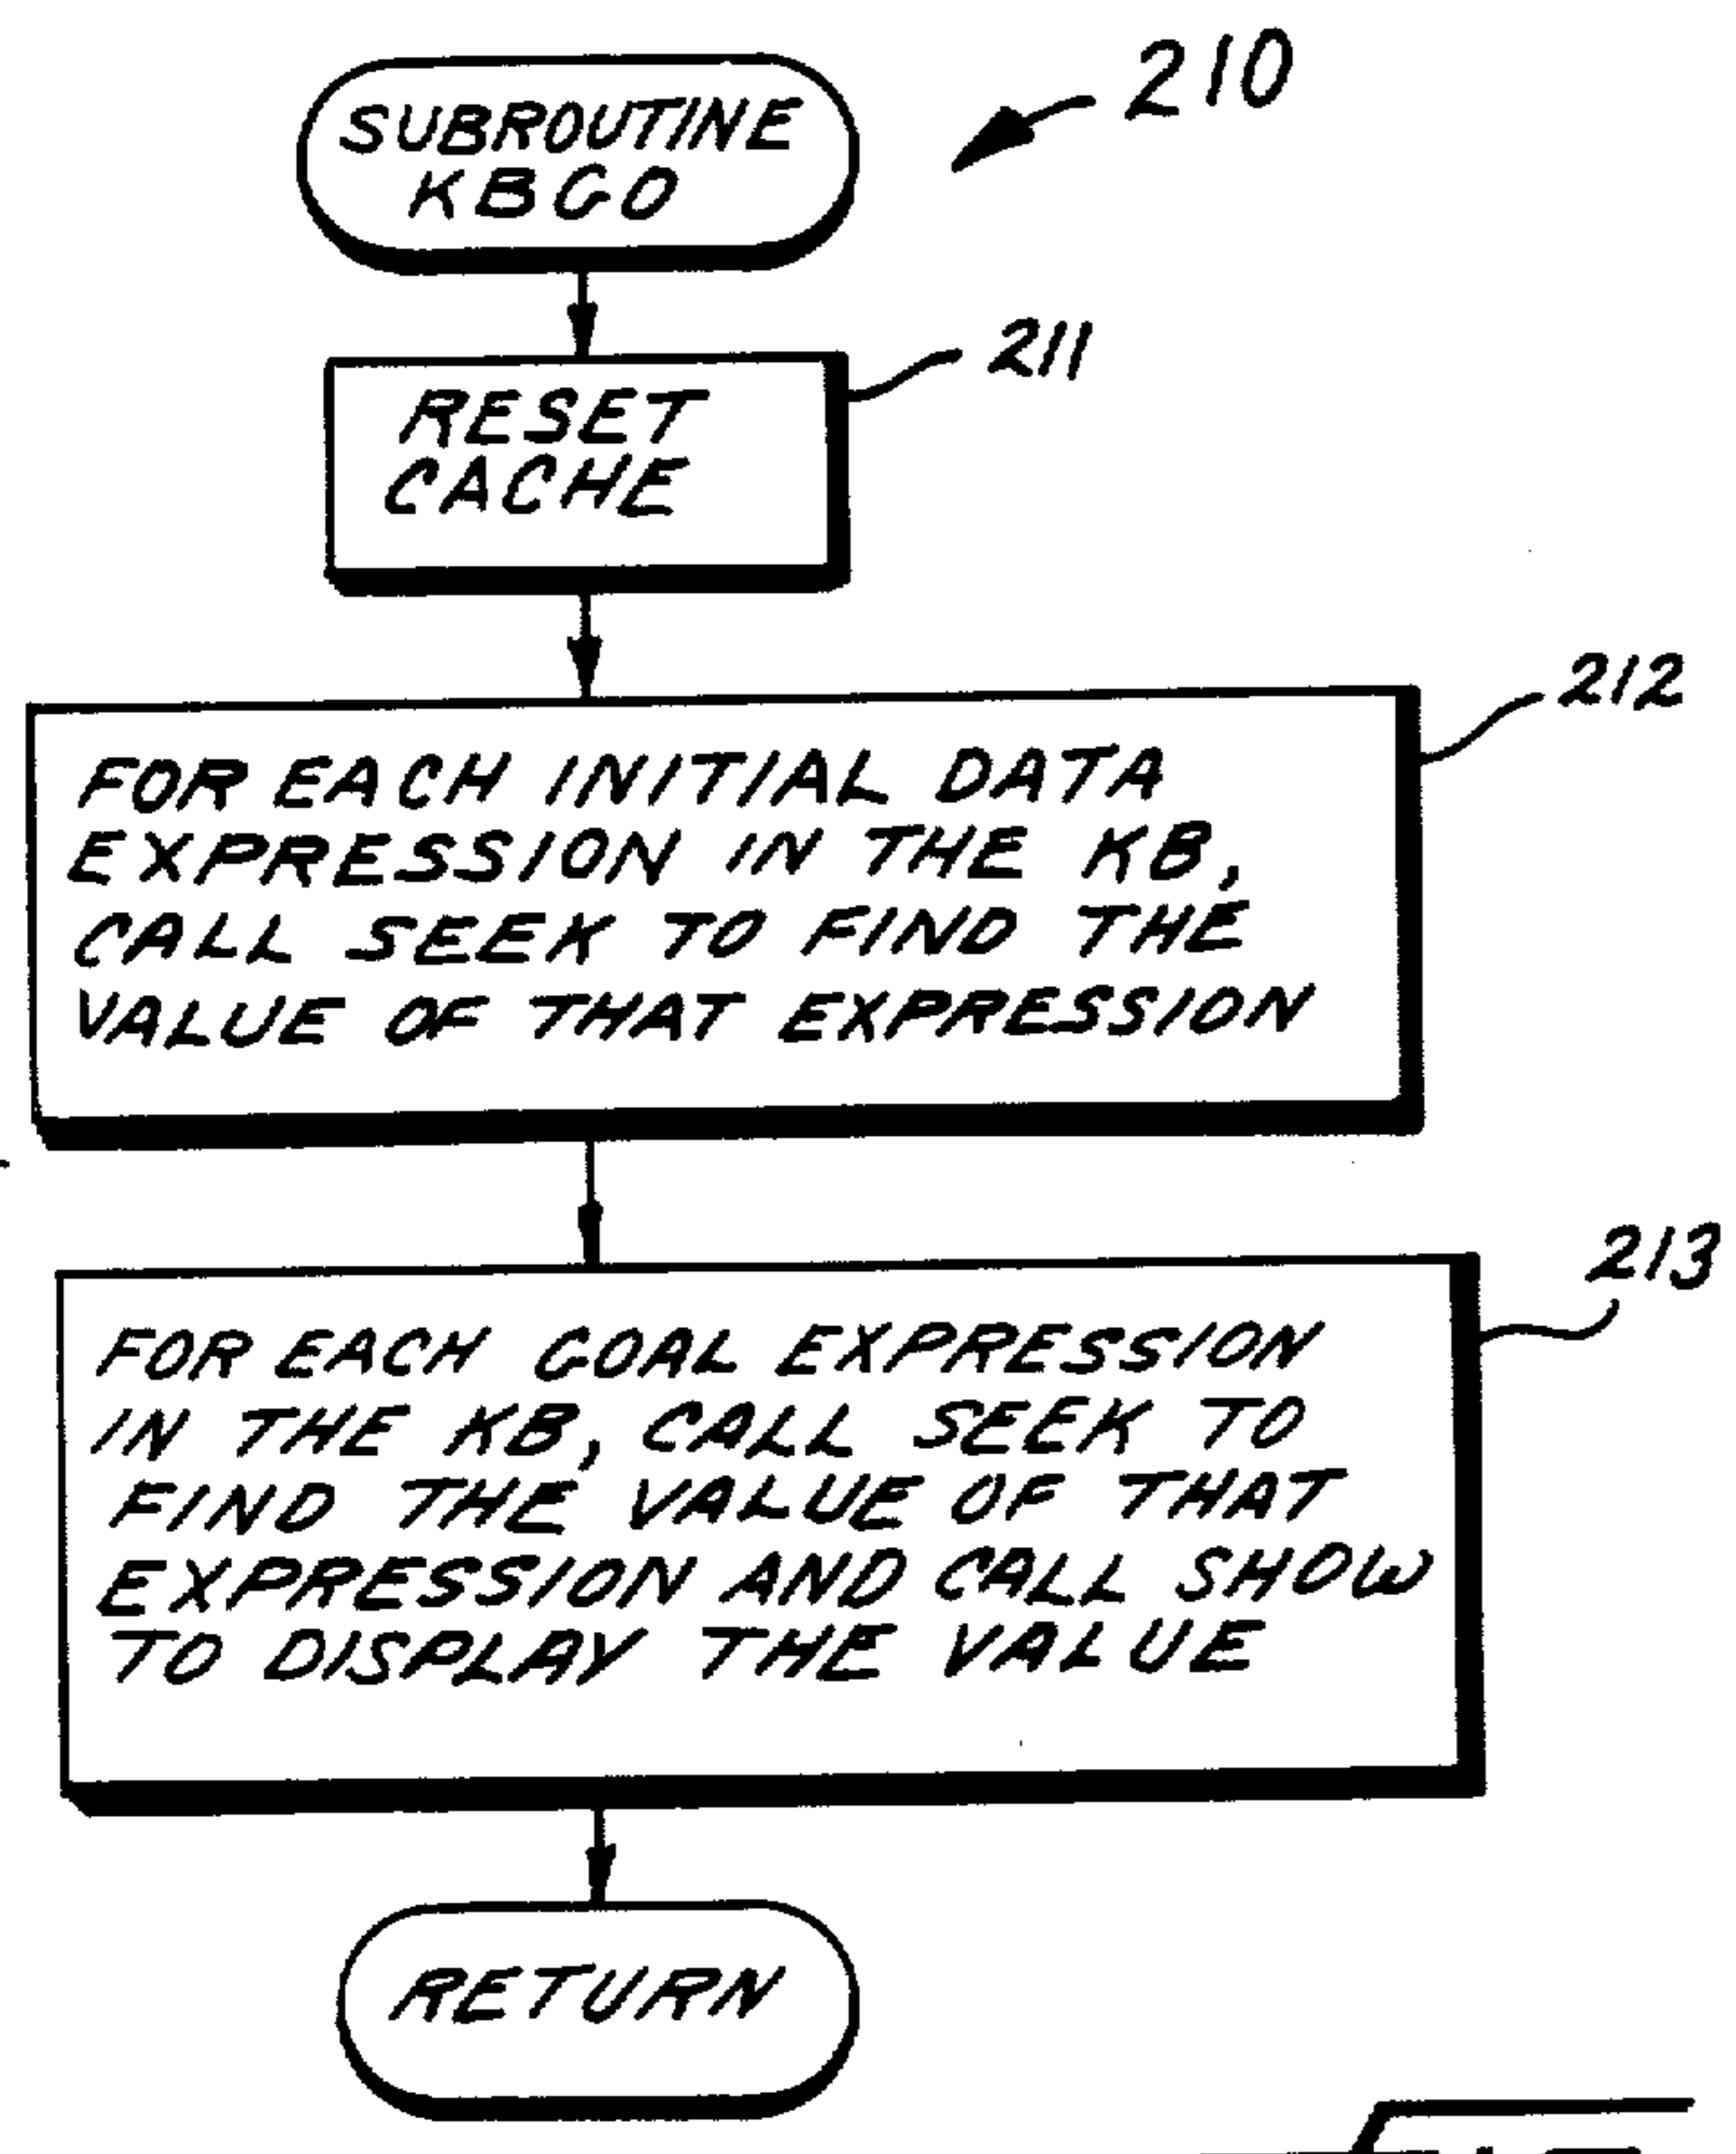 SUBROUTINE
KBGO
210
RESET
CACHE
211
FOR EACH INITIAL DATA
EXPRESSION IN THE KB,
CALL SEEK TO FIND THE
VALUE OF THAT EXPRESSION
212
FOR EACH GOAL EXPRESSION
IN THE KB, CALL SEEK TO
FIND THE VALUE OF THAT
EXPRESSION AND CALL SHOW
TO DISPLAY THE VALUE
213
RETURN